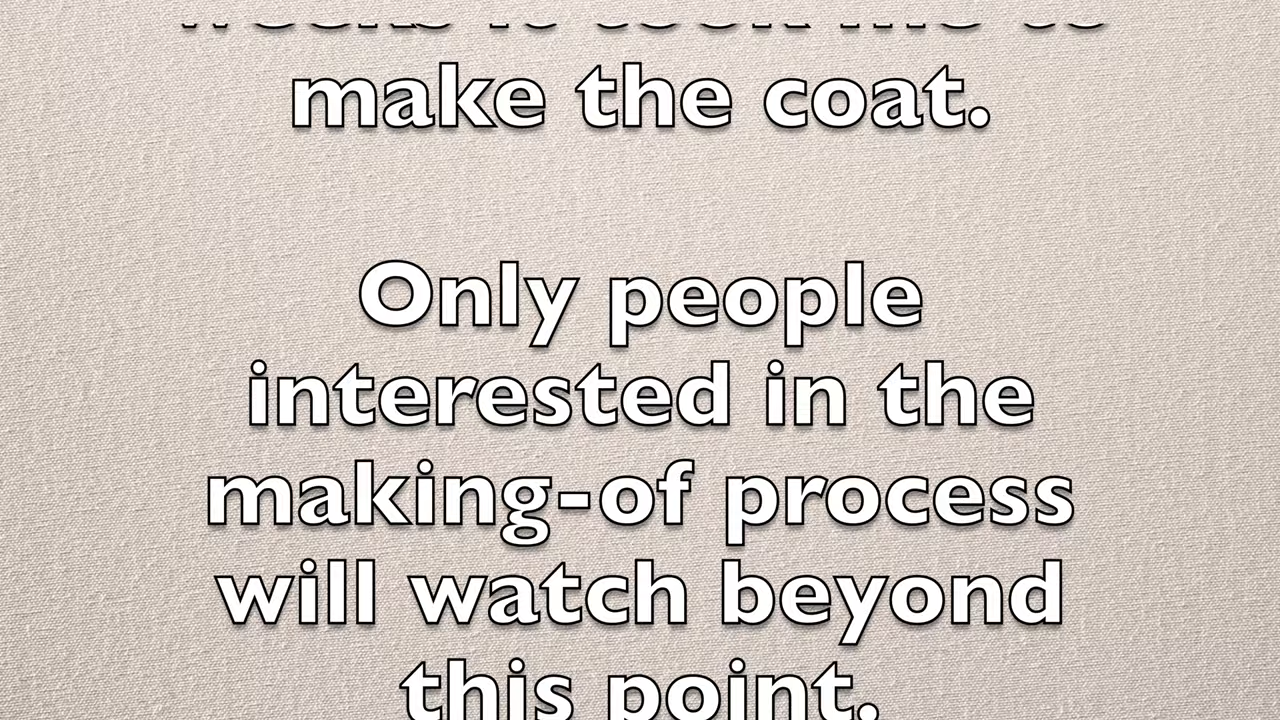 make the coat.
Only people
interested in the
making-of process
will watch beyond
this point.